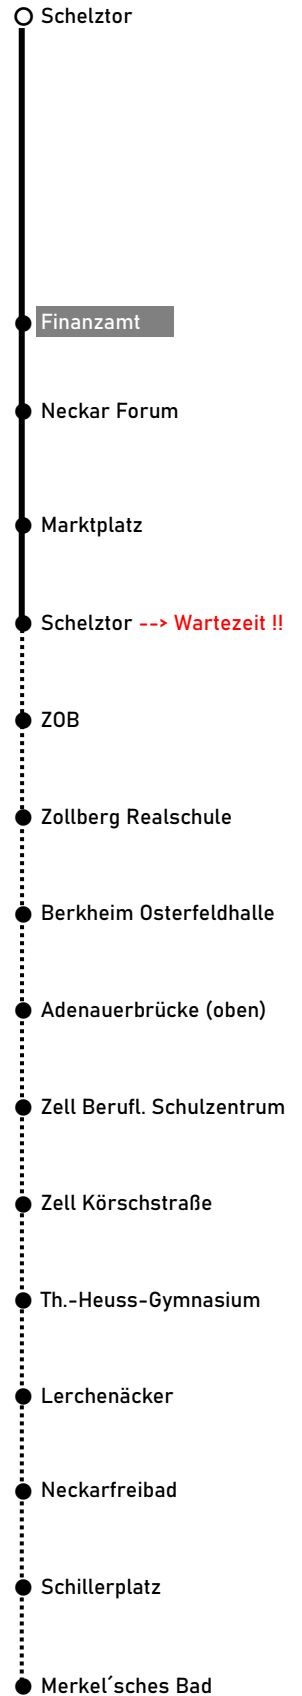 Schelztor
Finanzamt
Neckar Forum
Marktplatz
Schelztor --> Wartezeit !!
ZOB
Zollberg Realschule
Berkheim Osterfeldhalle
Adenauerbrücke (oben)
Zell Berufl. Schulzentrum
Zell Körschstraße
Th.-Heuss-Gymnasium
Lerchenäcker
Neckarfreibad
Schillerplatz
Merkel´sches Bad